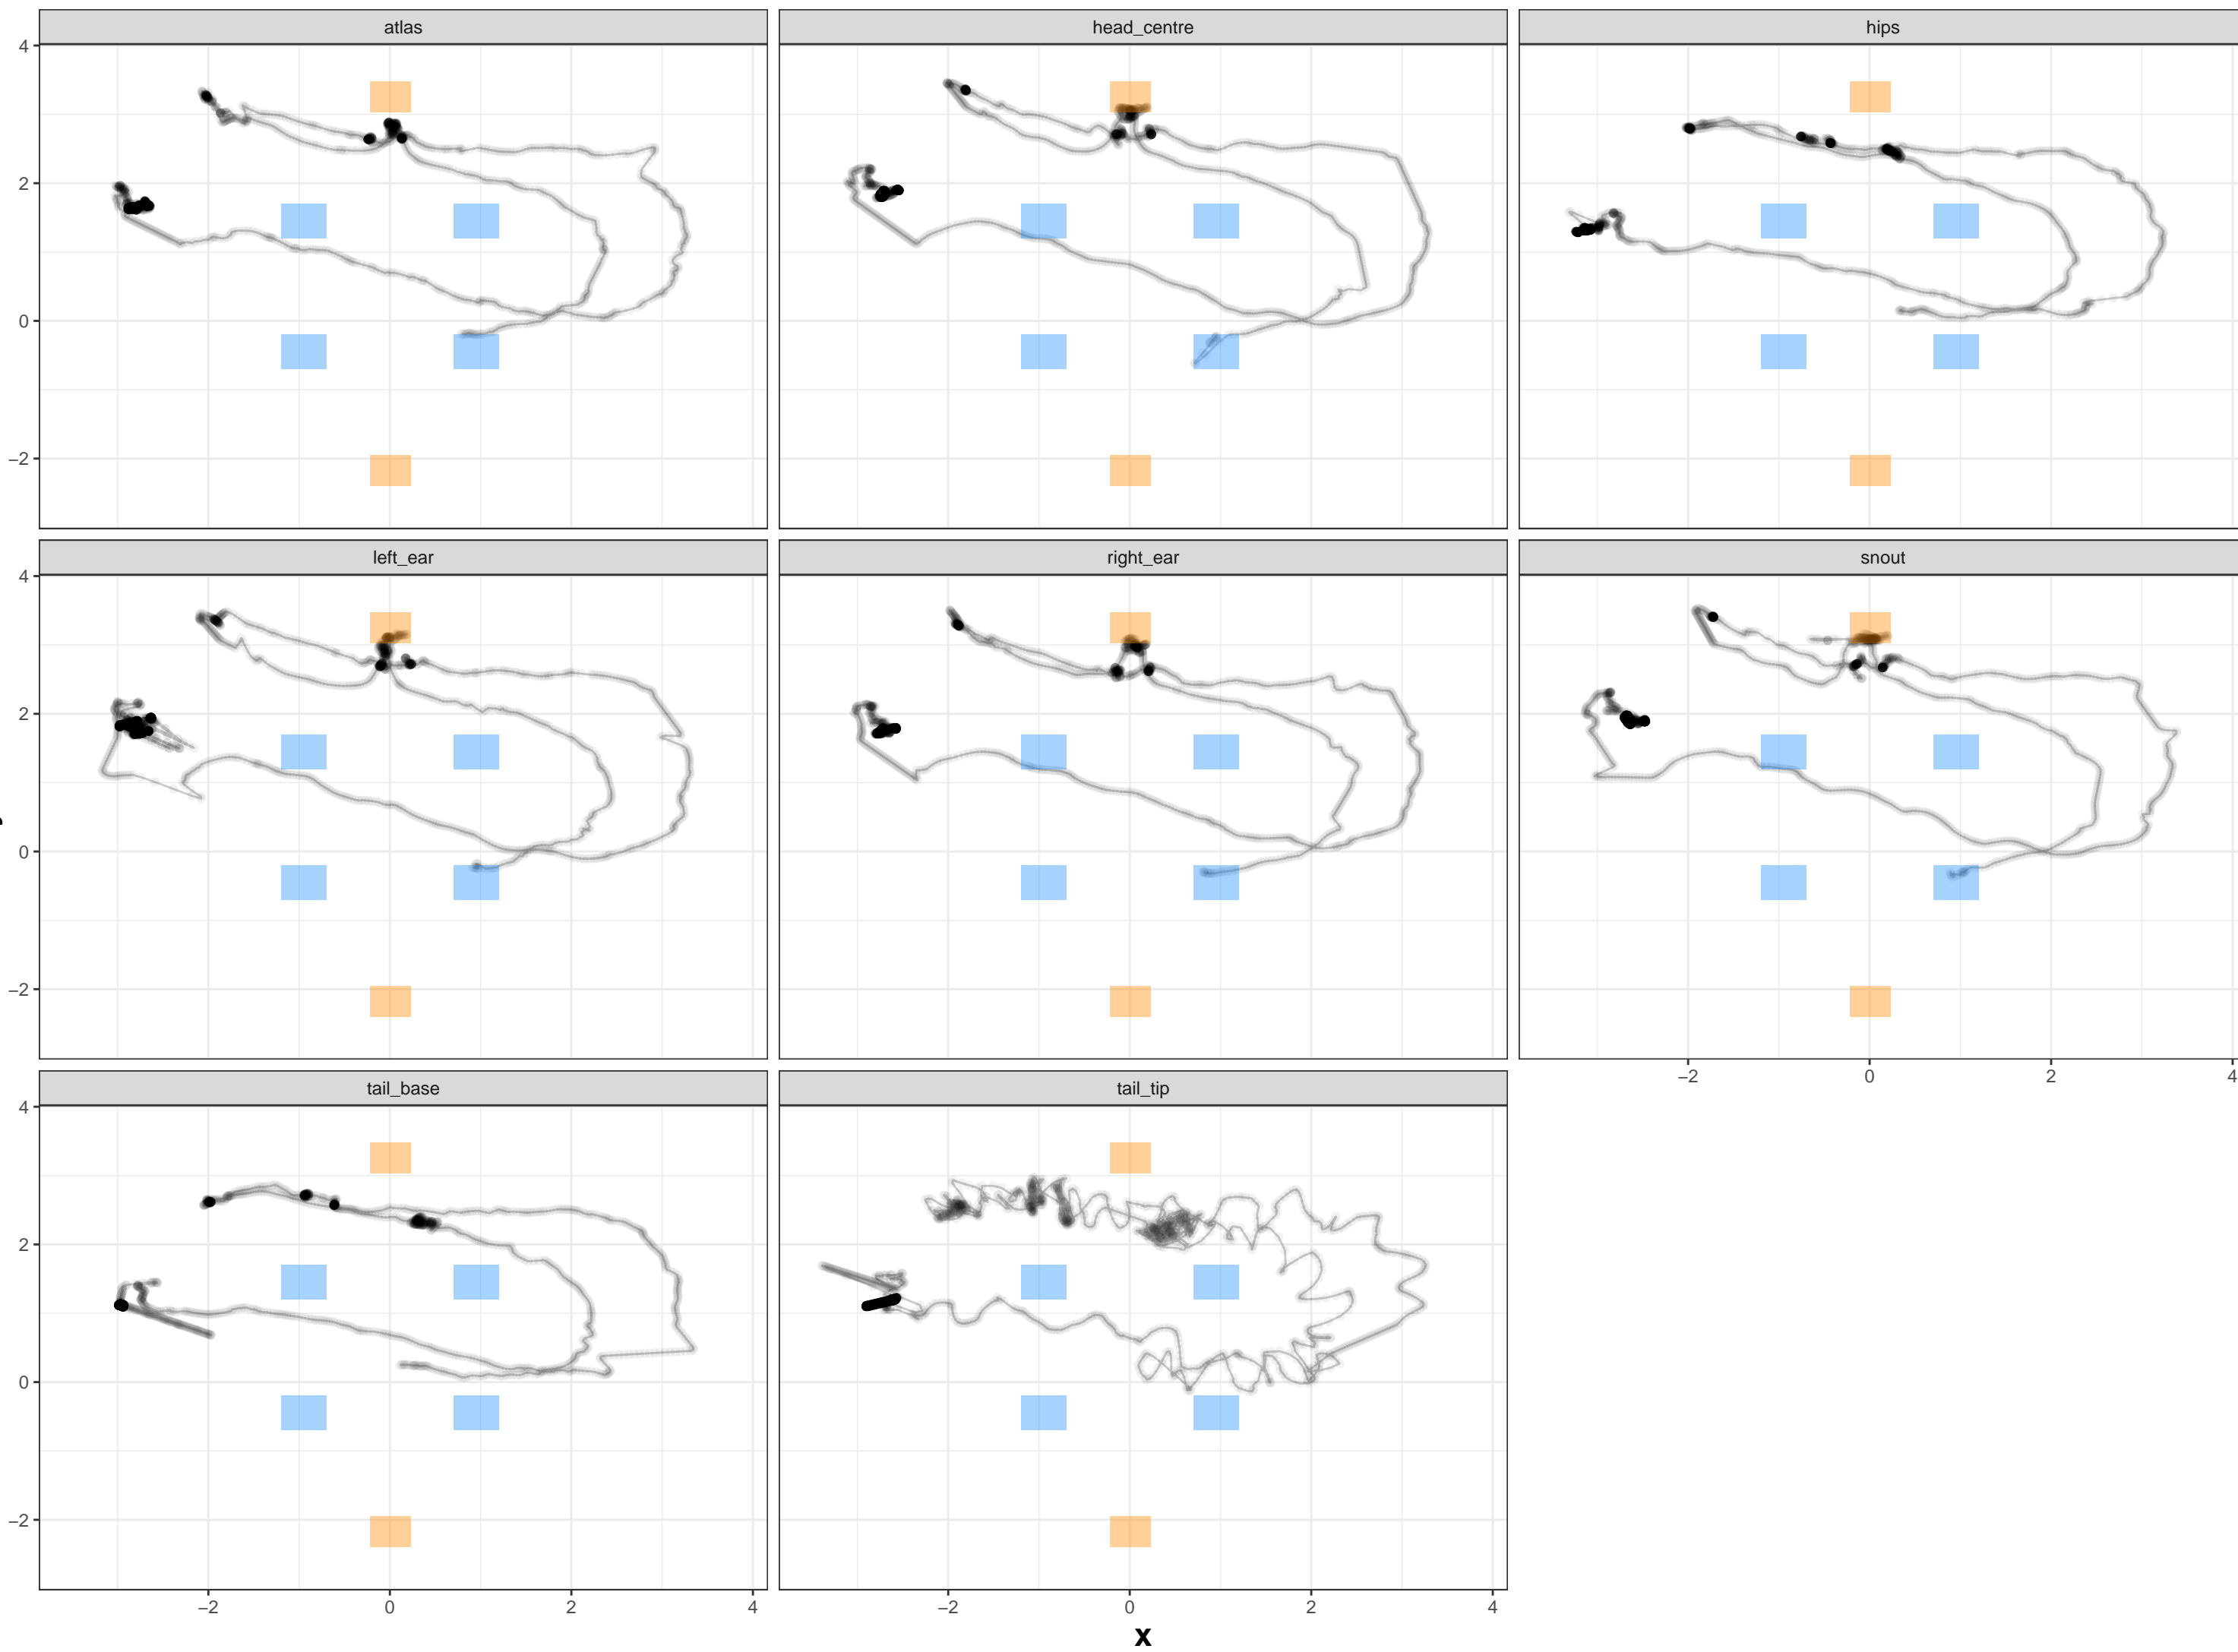 atlas head_centre hips
4
2
0
−2
left_ear right_ear snout
4
2
0
−2
−2 0 2 4
tail_base tail_tip
4
2
0
−2
−2 0 2 4 −2 0 2 4
x